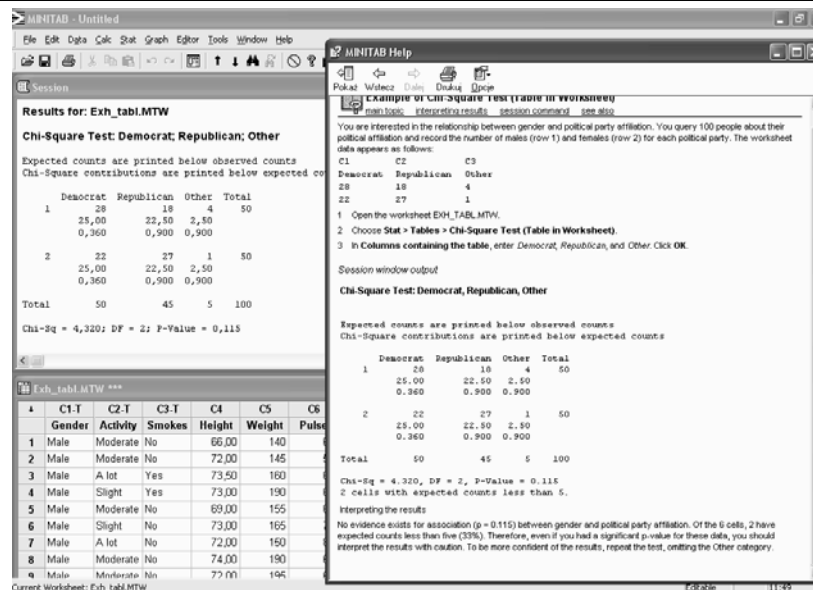 MINITAB - Untitled
File Edit Data Calc Stat Graph Editor Tools Window Help
Session
Results for: Exh_tabl.MTW
Chi-Square Test: Democrat; Republican; Other
Expected counts are printed below observed counts
Chi-Square contributions are printed below expected co
Democrat Republican Other Total
1 28 18 4 50
25,00 22,50 2,50
0,360 0,900 0,900
2 22 27 1 50
25,00 22,50 2,50
0,360 0,900 0,900
Total 50 45 5 100
Chi-Sq = 4,320; DF = 2; P-Value = 0,115
Exh_tabl.MTW ***
C1-T C2-T C3-T C4 C5 C6
Gender Activity Smokes Height Weight Pulse
1 Male Moderate No 66,00 140
2 Male Moderate No 72,00 145
3 Male A lot Yes 73,50 160
4 Male Slight Yes 73,00 190
5 Male Moderate No 69,00 155
6 Male Slight No 73,00 165
7 Male A lot No 72,00 150
8 Male Moderate No 74,00 190
9 Male Moderate No 72,00 195
Current Worksheet: Exh_tabl.MTW
Editable 11:49
MINITAB Help
Pokaż Wstecz Dalej Drukuj Opcje
Example of Chi-Square Test (Table in Worksheet)
main topic interpreting results session command see also
You are interested in the relationship between gender and political party affiliation. You query 100 people about their
political affiliation and record the number of males (row 1) and females (row 2) for each political party. The worksheet
data appears as follows:
C1 C2 C3
Democrat Republican Other
28 18 4
22 27 1
1 Open the worksheet EXH_TABL.MTW.
2 Choose Stat > Tables > Chi-Square Test (Table in Worksheet).
3 In Columns containing the table, enter Democrat, Republican, and Other. Click OK.
Session window output
Chi-Square Test: Democrat, Republican, Other
Expected counts are printed below observed counts
Chi-Square contributions are printed below expected counts
Democrat Republican Other Total
1 28 18 4 50
25.00 22.50 2.50
0.360 0.900 0.900
2 22 27 1 50
25.00 22.50 2.50
0.360 0.900 0.900
Total 50 45 5 100
Chi-Sq = 4.320, DF = 2, P-Value = 0.115
2 cells with expected counts less than 5.
Interpreting the results
No evidence exists for association (p = 0.115) between gender and political party affiliation. Of the 6 cells, 2 have
expected counts less than five (33%). Therefore, even if you had a significant p-value for these data, you should
interpret the results with caution. To be more confident of the results, repeat the test, omitting the Other category.